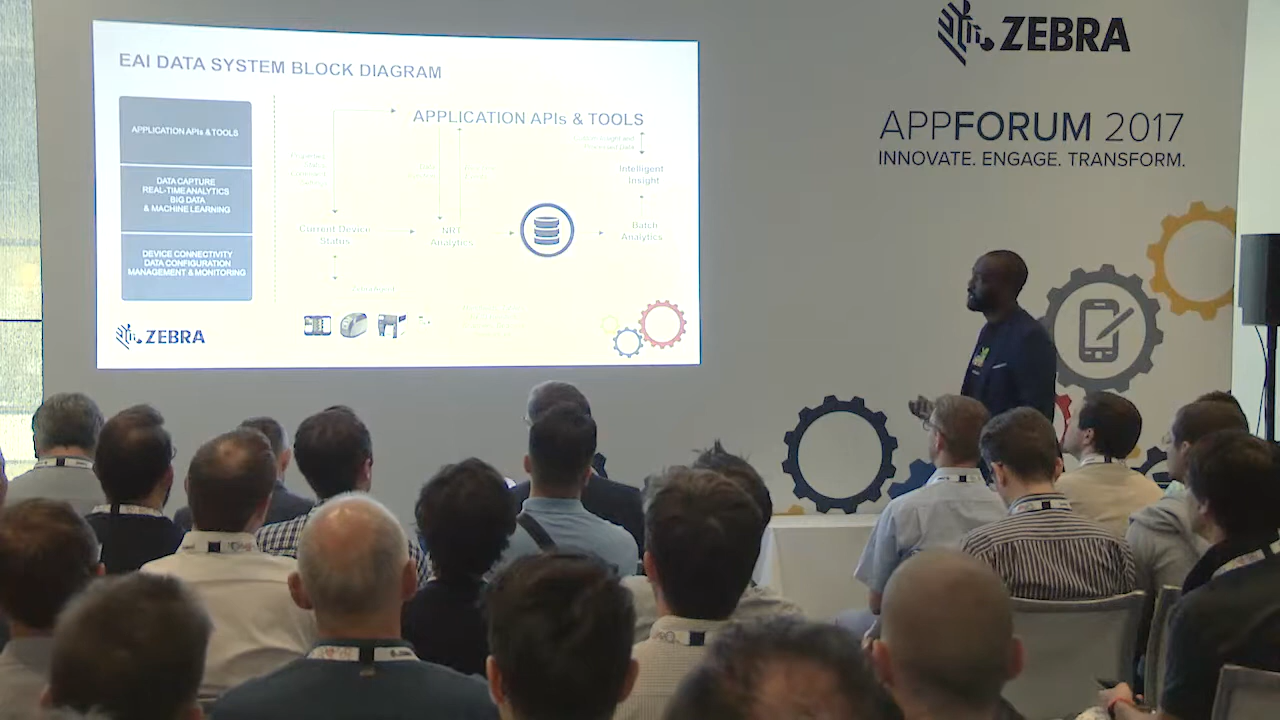 EAI DATA SYSTEM BLOCK DIAGRAM
APPLICATION APIs & TOOLS
DATA CAPTURE
REAL-TIME ANALYTICS
BIG DATA
& MACHINE LEARNING
DEVICE CONNECTIVITY
DATA CONFIGURATION
MANAGEMENT & MONITORING
APPLICATION APIs & TOOLS
Intelligent
Insight
Current Device
Status
NRT
Analytics
Batch
Analytics
ZEBRA
ZEBRA
APPFORUM 2017
INNOVATE. ENGAGE. TRANSFORM.